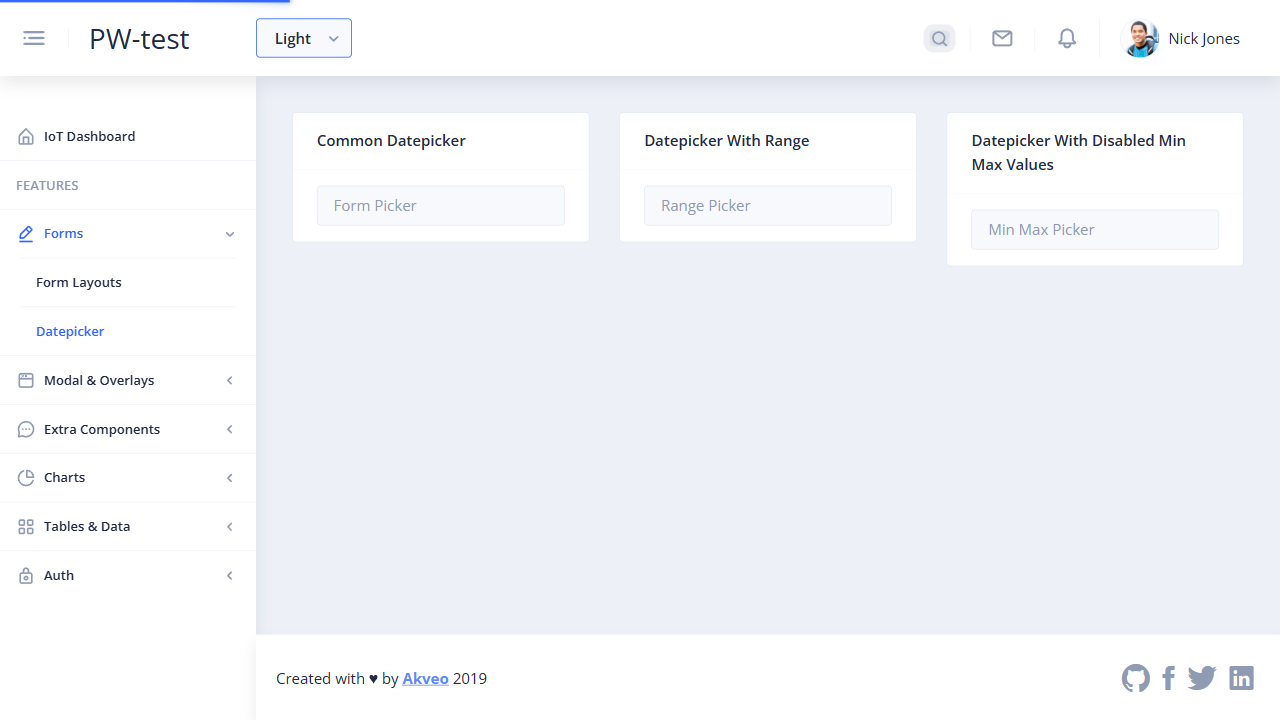 PW-test
Light
Nick Jones
IoT Dashboard
FEATURES
Forms
Form Layouts
Datepicker
Modal & Overlays
Extra Components
Charts
Tables & Data
Auth
Common Datepicker
Form Picker
Datepicker With Range
Range Picker
Datepicker With Disabled Min
Max Values
Min Max Picker
Created with ♥ by Akveo 2019